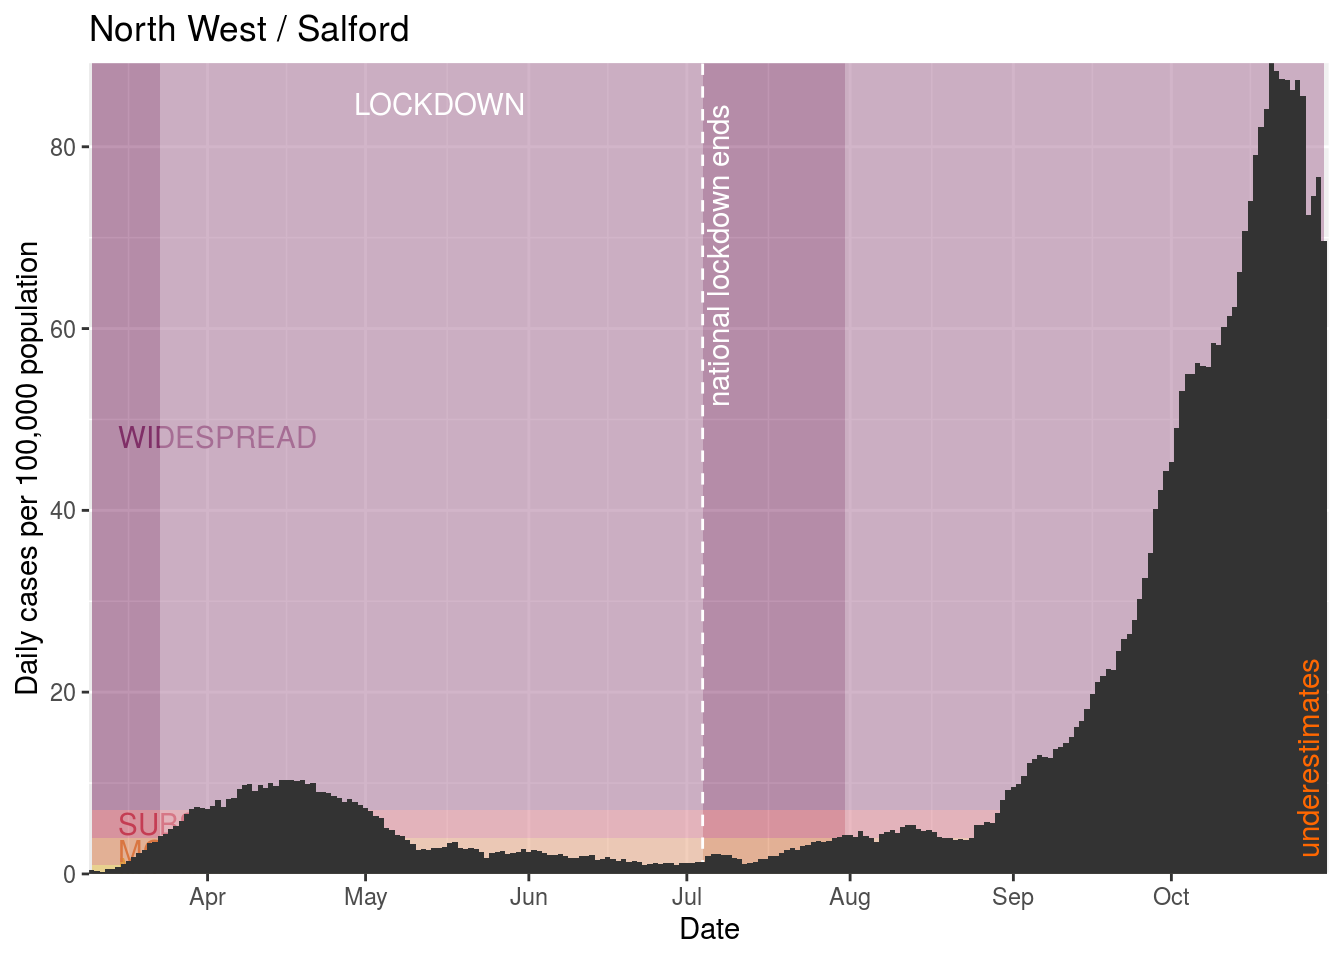 North West / Salford
LOCKDOWN
national lockdown ends
WIDESPREAD
underestimates
Daily cases per 100,000 population
80
60
40
20
0
Apr
May
Jun
Jul
Aug
Sep
Oct
Date